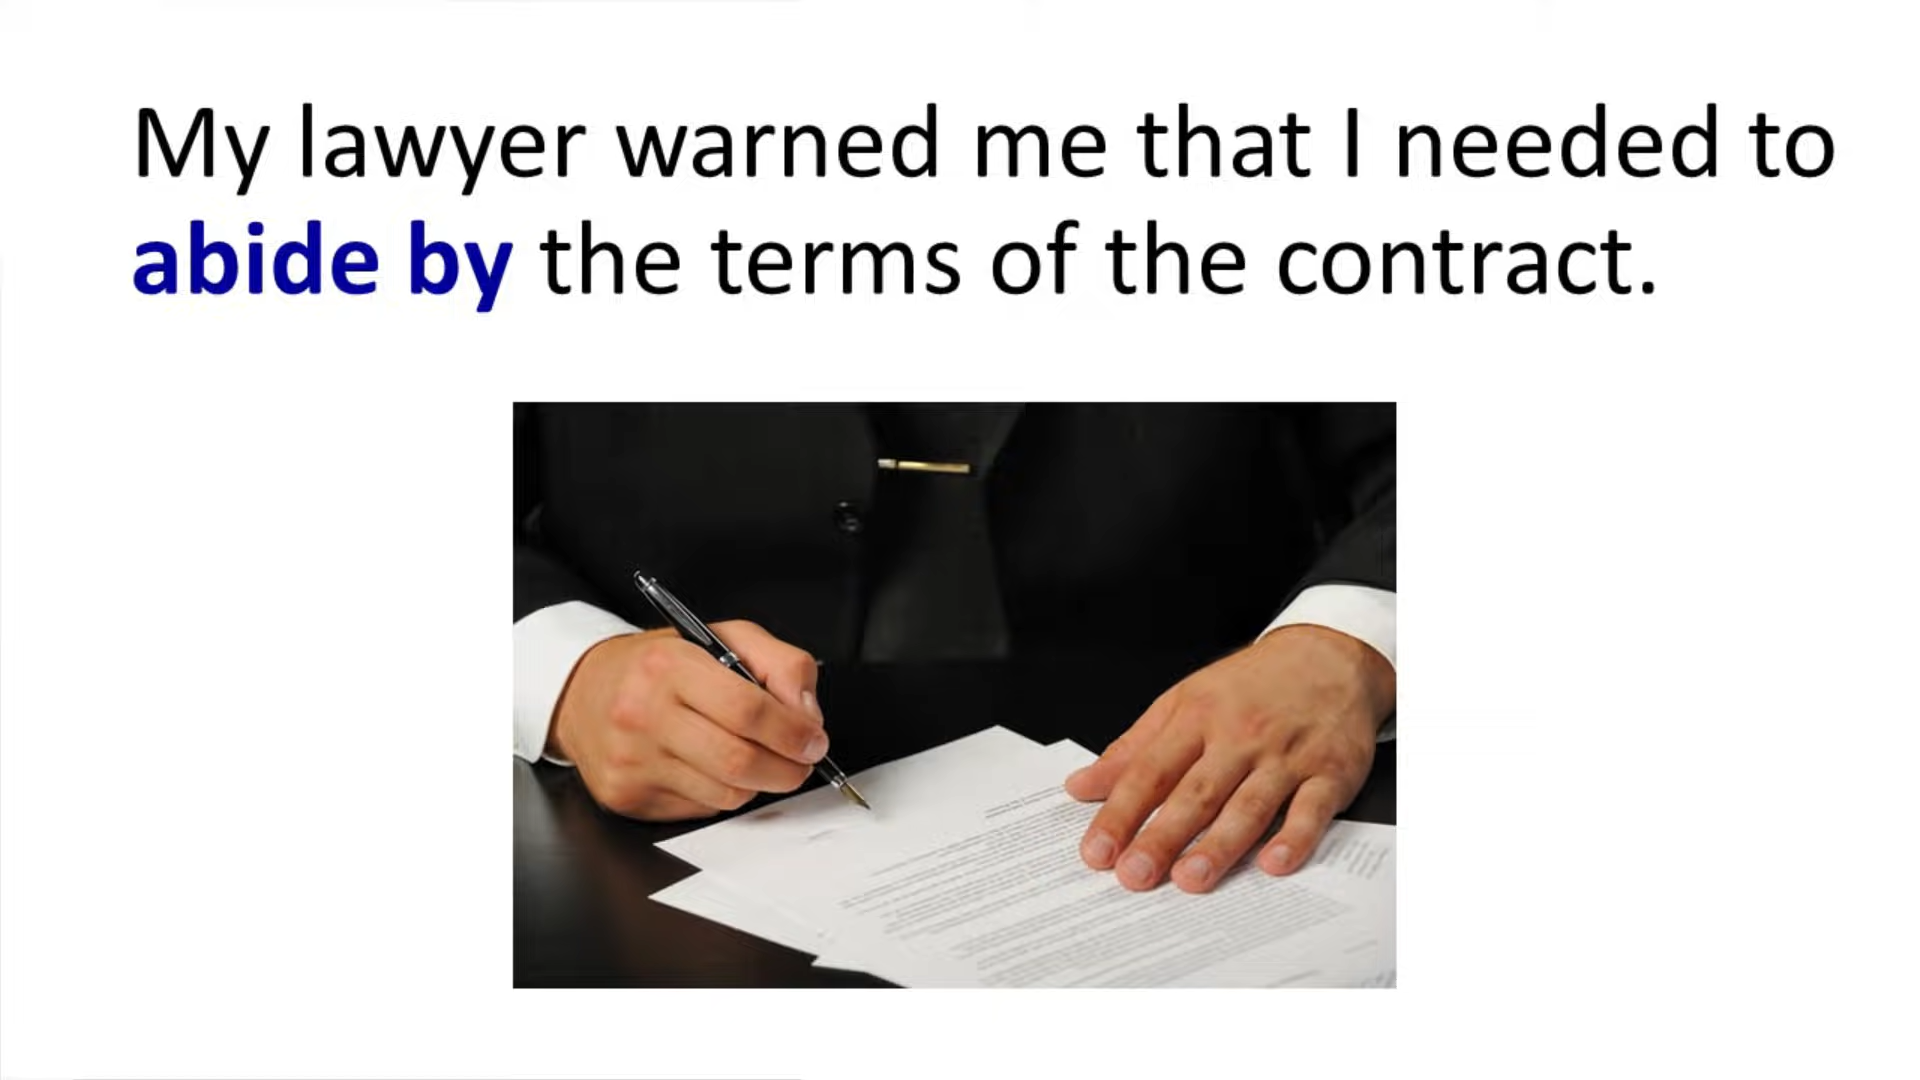 My lawyer warned me that I needed to
abide by the terms of the contract.